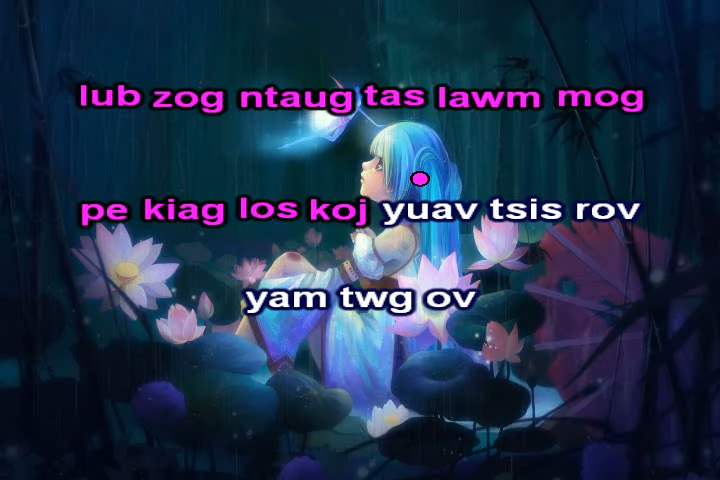 lub zog ntaug tas lawm mog
pe kiag los koj yuav tsis rov
yam twg ov